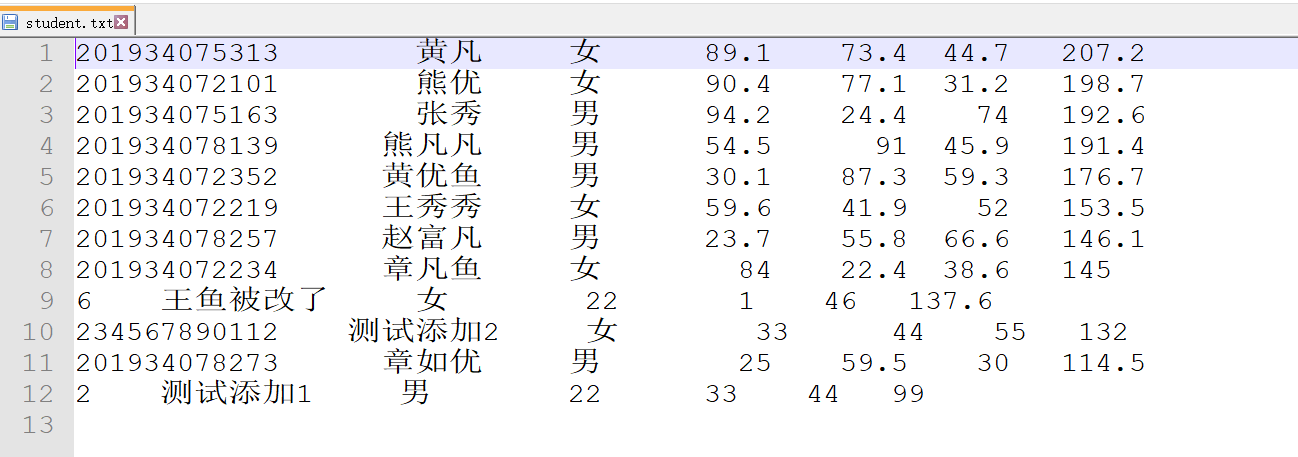 student.txt
1 201934075313 黄凡 女 89.1 73.4 44.7 207.2
2 201934072101 熊优 女 90.4 77.1 31.2 198.7
3 201934075163 张秀 男 94.2 24.4 74 192.6
4 201934078139 熊凡凡 男 54.5 91 45.9 191.4
5 201934072352 黄优鱼 男 30.1 87.3 59.3 176.7
6 201934072219 王秀秀 女 59.6 41.9 52 153.5
7 201934078257 赵富凡 男 23.7 55.8 66.6 146.1
8 201934072234 章凡鱼 女 84 22.4 38.6 145
9 6 王鱼被改了 女 22 1 46 137.6
10 234567890112 测试添加2 女 33 44 55 132
11 201934078273 章如优 男 25 59.5 30 114.5
12 2 测试添加1 男 22 33 44 99
13